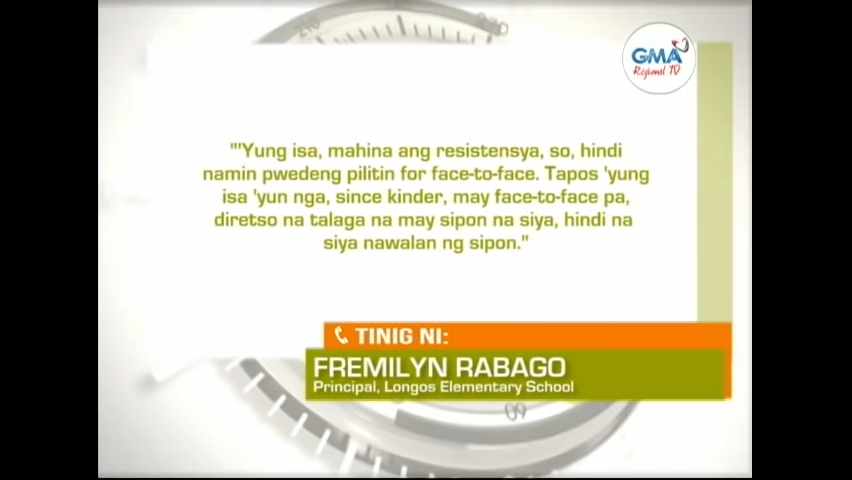 GMA
Regional TV
"'Yung isa, mahina ang resistensya, so, hindi
namin pwedeng pilitin for face-to-face. Tapos 'yung
isa 'yun nga, since kinder, may face-to-face pa,
diretso na talaga na may sipon na siya, hindi na
siya nawalan ng sipon."
TINIG NI:
FREMILYN RABAGO
Principal, Longos Elementary School